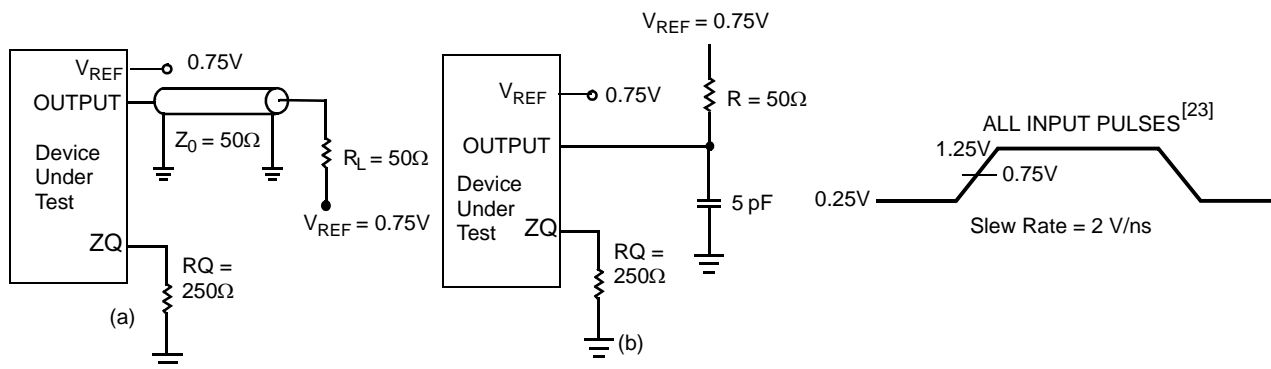 V_REF 0.75V
OUTPUT
Z_0 = 50Ω
Device
Under
Test
R_L = 50Ω
V_REF = 0.75V
ZQ
RQ =
250Ω
(a)
V_REF = 0.75V
V_REF 0.75V
R = 50Ω
OUTPUT
Device
Under
Test
5 pF
ZQ
RQ =
250Ω
(b)
ALL INPUT PULSES[23]
1.25V
0.75V
0.25V
Slew Rate = 2 V/ns